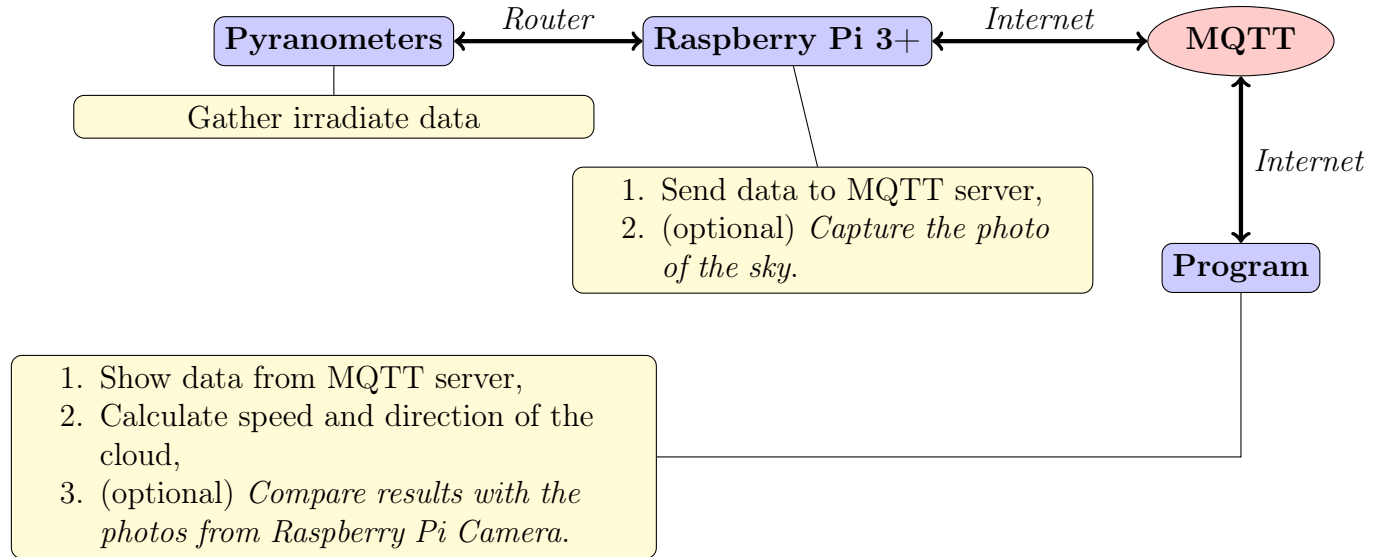 Router
Internet
Pyranometers
Raspberry Pi 3+
MQTT
Gather irradiate data
Internet
1. Send data to MQTT server,
2. (optional) Capture the photo
of the sky.
Program
1. Show data from MQTT server,
2. Calculate speed and direction of the
cloud,
3. (optional) Compare results with the
photos from Raspberry Pi Camera.